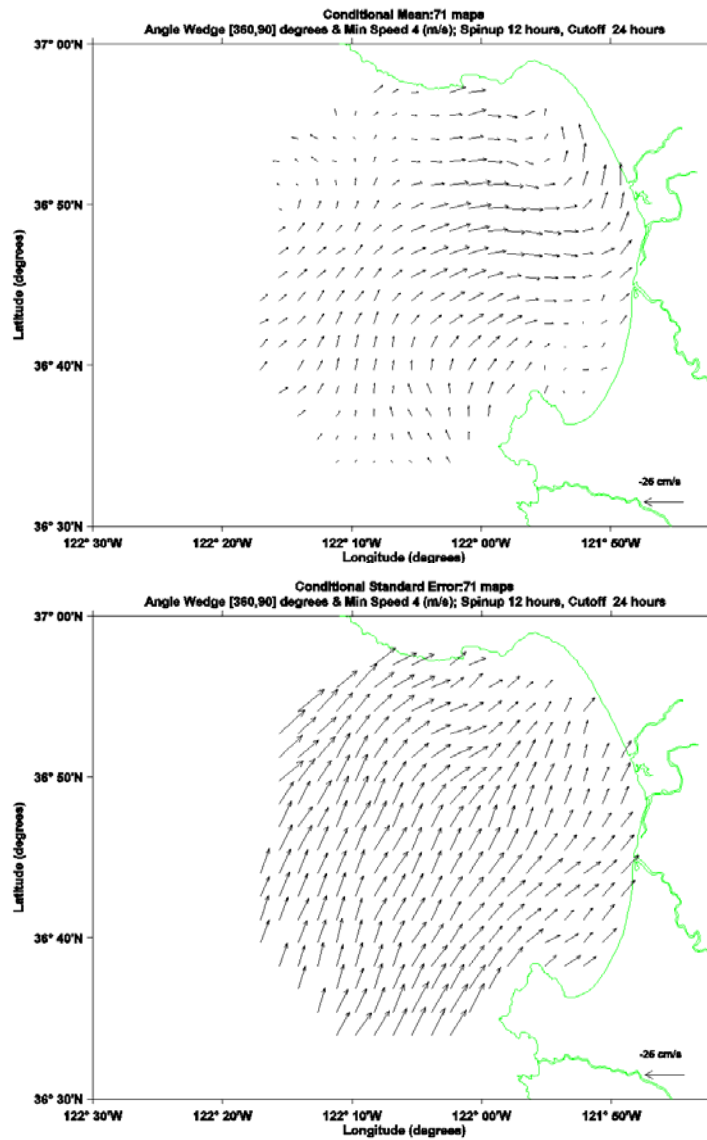 Conditional Mean:71 maps
Angle Wedge [360,90] degrees & Min Speed 4 (m/s); Spinup 12 hours, Cutoff 24 hours
37° 00'N
36° 50'N
Latitude (degrees)
36° 40'N
-26 cm/s
36° 30'N
122° 30'W 122° 20'W 122° 10'W 122° 00'W 121° 50'W
Longitude (degrees)
Conditional Standard Error:71 maps
Angle Wedge [360,90] degrees & Min Speed 4 (m/s); Spinup 12 hours, Cutoff 24 hours
37° 00'N
36° 50'N
Latitude (degrees)
36° 40'N
-26 cm/s
36° 30'N
122° 30'W 122° 20'W 122° 10'W 122° 00'W 121° 50'W
Longitude (degrees)